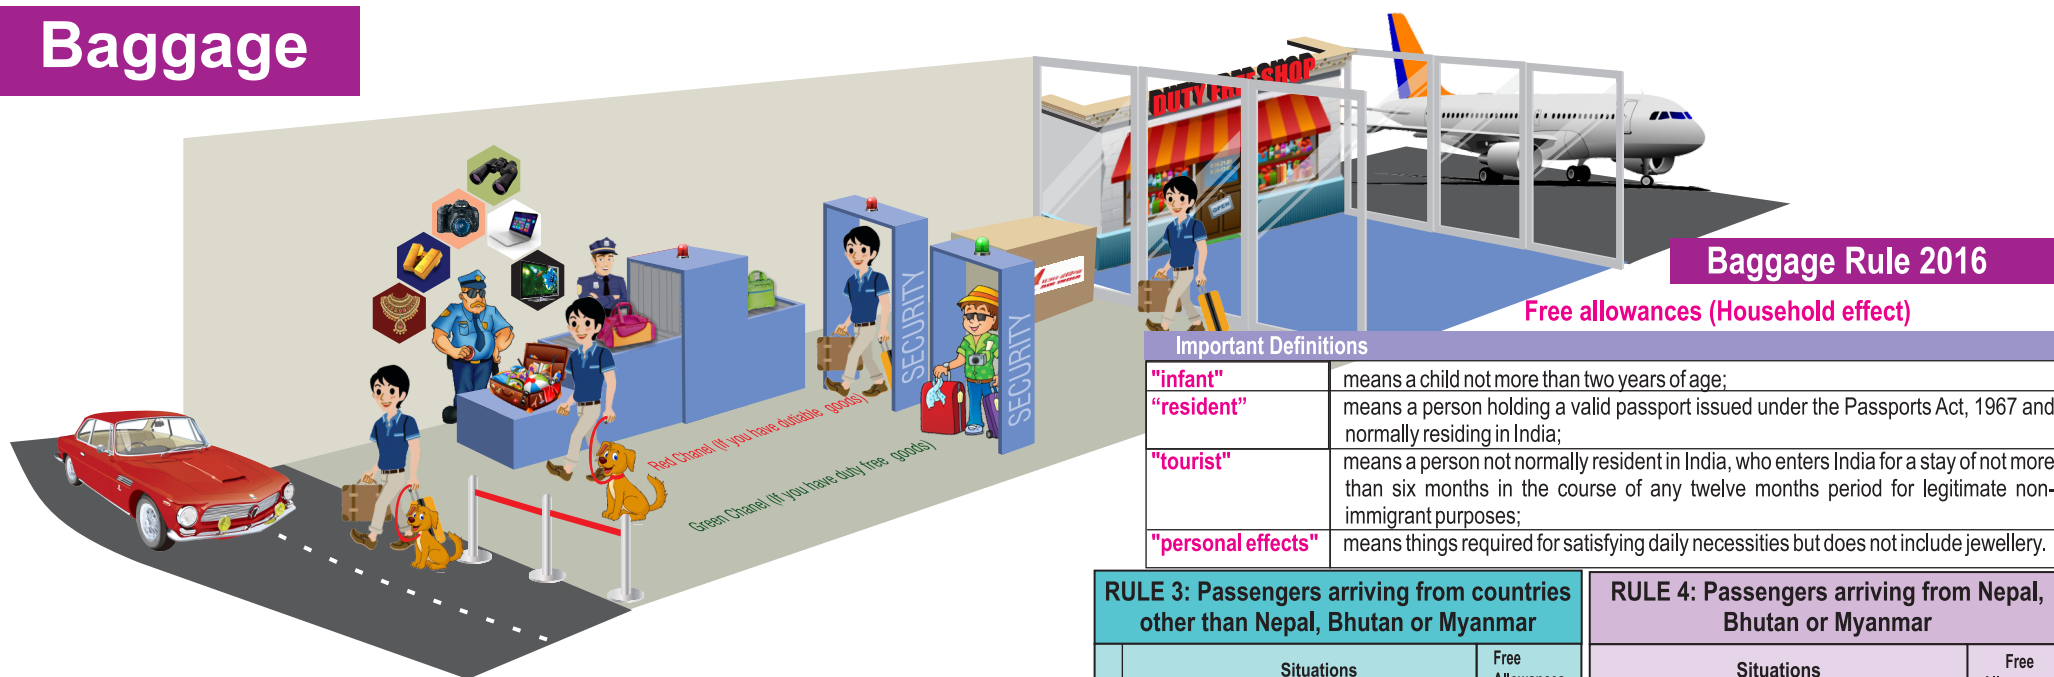 Baggage
DUTY FREE SHOP
OPEN
SECURITY
SECURITY
Red Chanel (If you have dutiable goods)
Green Chanel (If you have duty free goods)
Baggage Rule 2016
Free allowances (Household effect)
Important Definitions
"infant" means a child not more than two years of age;
“resident” means a person holding a valid passport issued under the Passports Act, 1967 and
normally residing in India;
"tourist" means a person not normally resident in India, who enters India for a stay of not more
than six months in the course of any twelve months period for legitimate non-
immigrant purposes;
"personal effects" means things required for satisfying daily necessities but does not include jewellery.
RULE 3: Passengers arriving from countries
other than Nepal, Bhutan or Myanmar
Situations
Free
RULE 4: Passengers arriving from Nepal,
Bhutan or Myanmar
Situations
Free